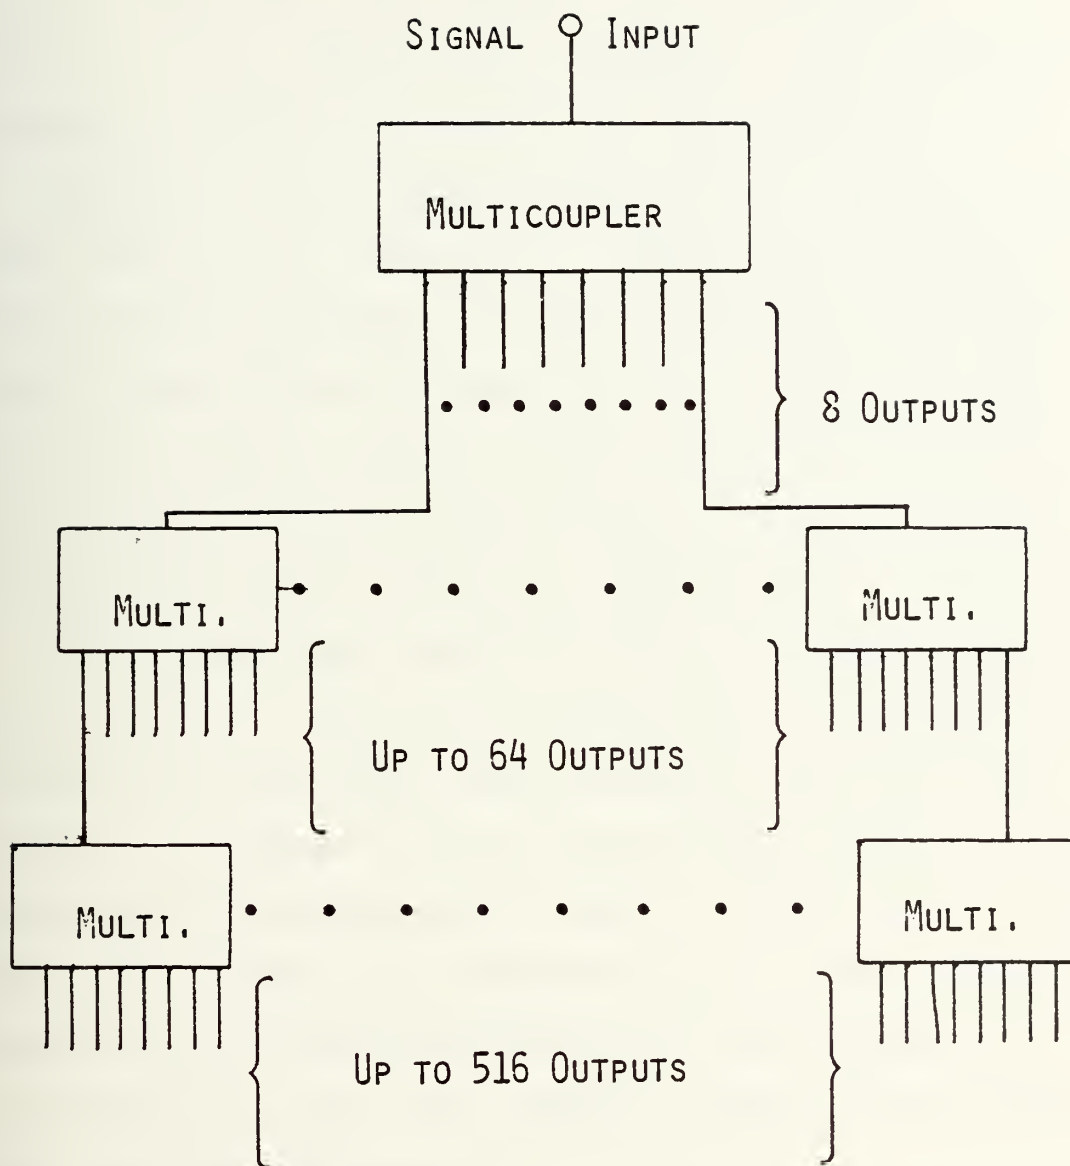 SIGNAL INPUT
MULTICOUPLER
8 OUTPUTS
MULTI. MULTI.
UP TO 64 OUTPUTS
MULTI. MULTI.
UP TO 516 OUTPUTS